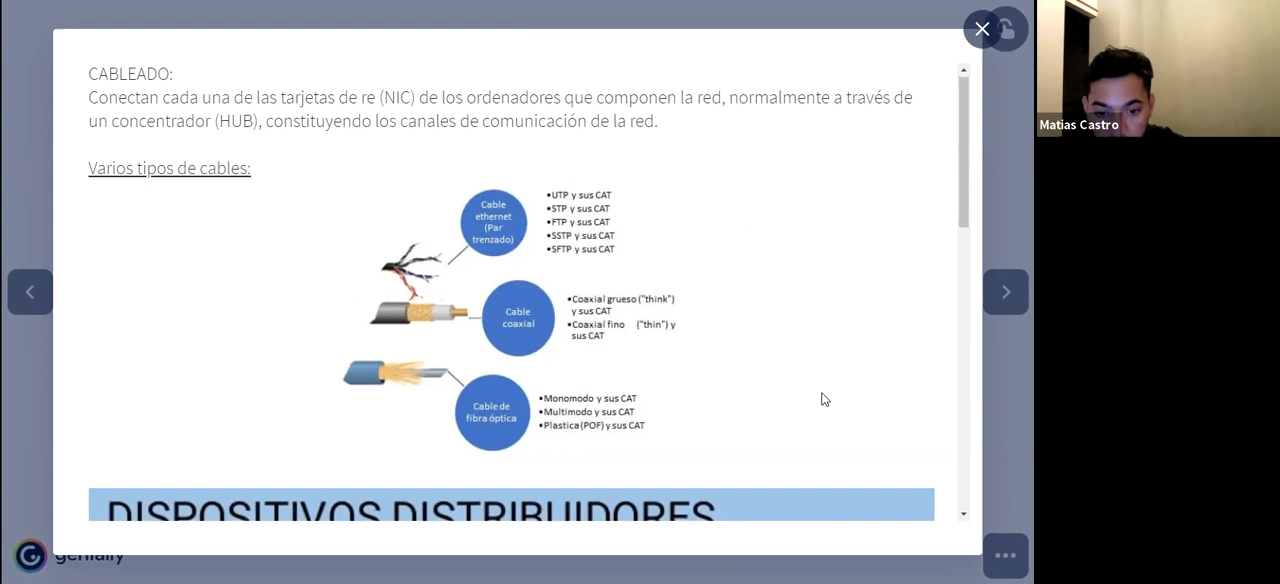 CABLEADO:
Conectan cada una de las tarjetas de re (NIC) de los ordenadores que componen la red, normalmente a través de
un concentrador (HUB), constituyendo los canales de comunicación de la red.
Varios tipos de cables:
Cable
ethernet
(Par
trenzado)
•UTP y sus CAT
•STP y sus CAT
•FTP y sus CAT
•SSTP y sus CAT
•SFTP y sus CAT
Cable
coaxial
•Coaxial grueso ("think")
y sus CAT
•Coaxial fino ("thin") y
sus CAT
Cable de
fibra óptica
•Monomodo y sus CAT
•Multimodo y sus CAT
•Plastica (POF) y sus CAT
DISPOSITIVOS DISTRIBUIDORES
genially
Matias Castro